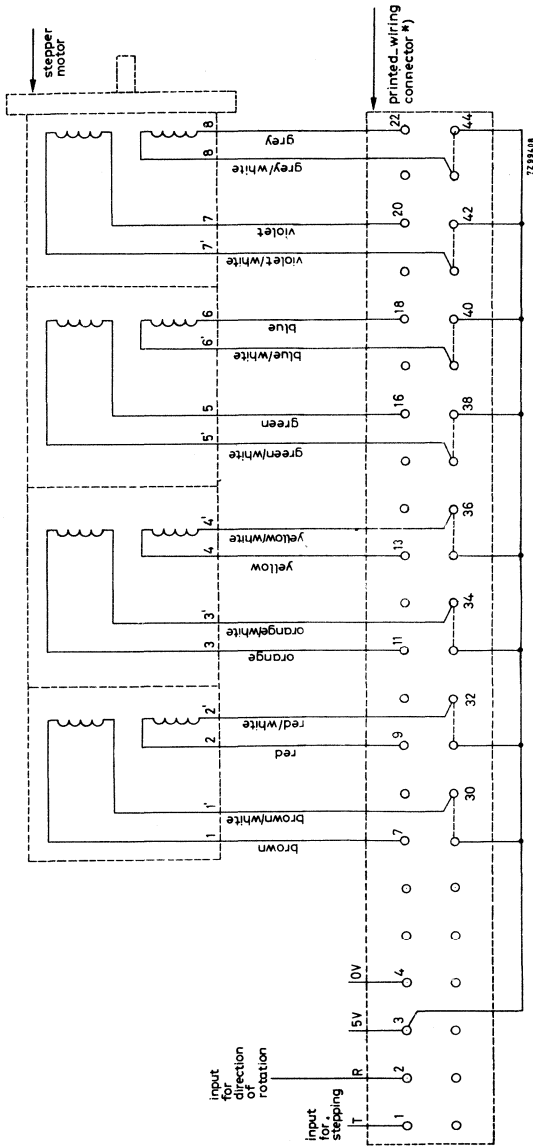 stepper
motor
8
grey
8
grey/white
7
violet
7'
violet/white
6
blue
6'
blue/white
5
green
5'
green/white
4'
yellow/white
4
yellow
3'
orange/white
3
orange
2'
red/white
2
red
1'
brown/white
1
brown
printed_wiring
connector *)
22
44
20
42
18
40
16
38
36
13
34
11
32
9
30
7
0V
4
5V
3
input
for
direction
of
rotation
R
2
input
for
stepping
T
1
7Z99408